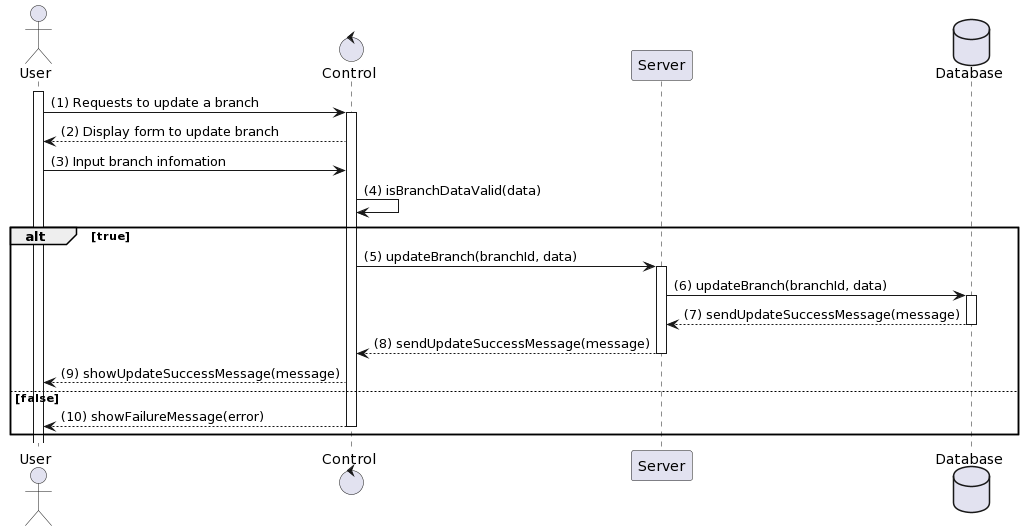 User
Control
Server
Database
(1) Requests to update a branch
(2) Display form to update branch
(3) Input branch infomation
(4) isBranchDataValid(data)
alt [true]
(5) updateBranch(branchId, data)
(6) updateBranch(branchId, data)
(7) sendUpdateSuccessMessage(message)
(8) sendUpdateSuccessMessage(message)
(9) showUpdateSuccessMessage(message)
[false]
(10) showFailureMessage(error)
User
Control
Server
Database